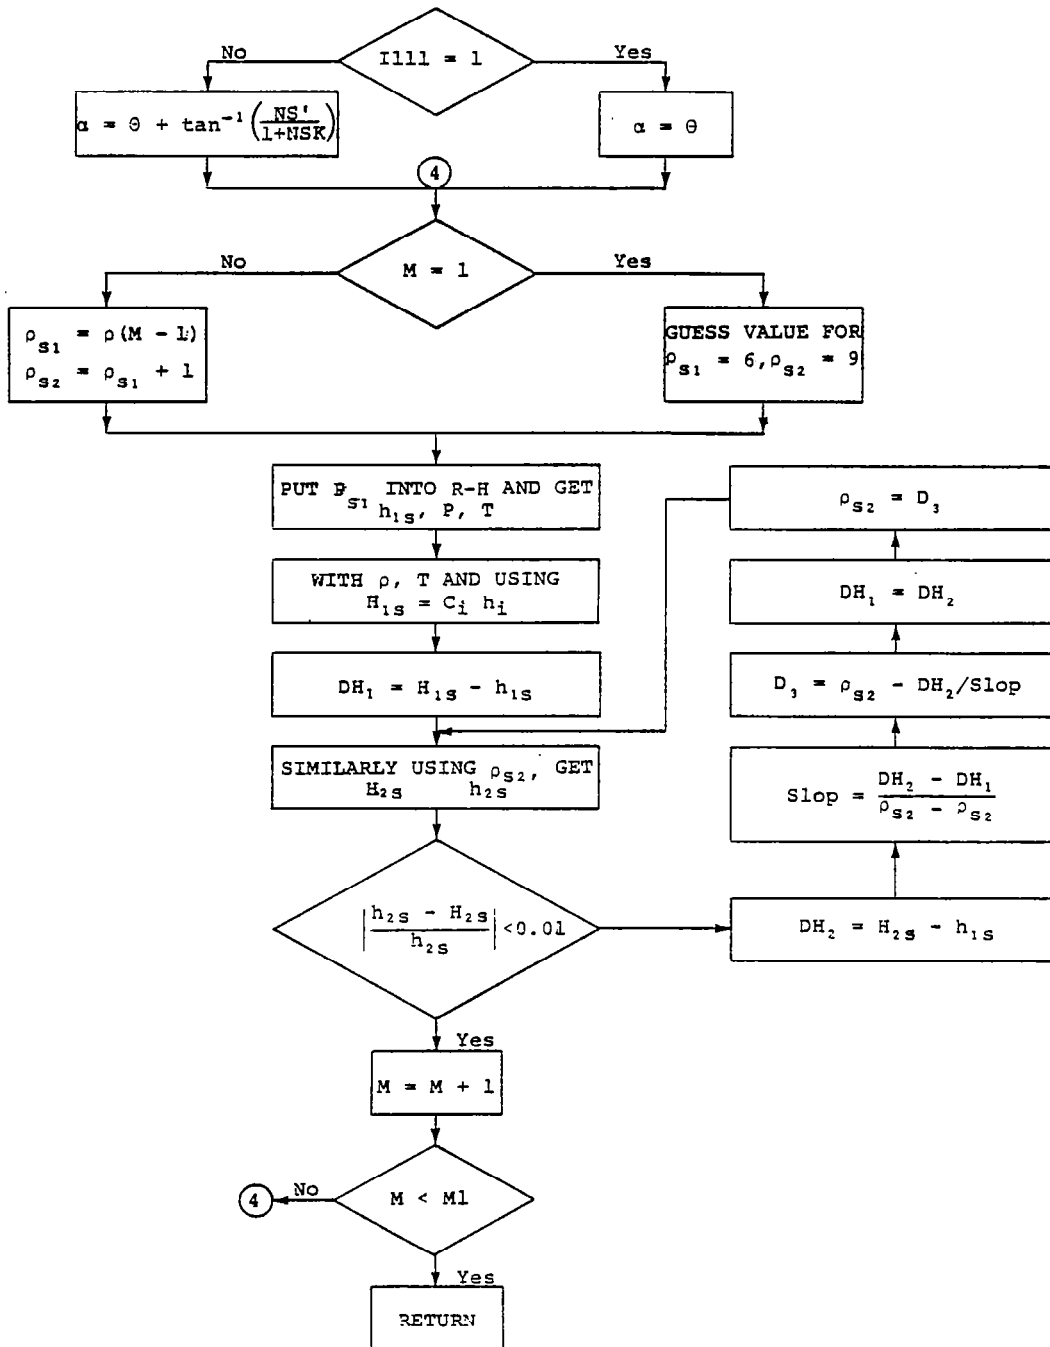 I111 = 1
No
Yes
α = θ + tan⁻¹(NS'/1+NSK)
α = θ
4
M = 1
No
Yes
ρs1 = ρ(M - 1)
ρs2 = ρs1 + 1
GUESS VALUE FOR
ρs1 = 6, ρs2 = 9
PUT Ps1 INTO R-H AND GET
h1s, P, T
WITH ρ, T AND USING
H1s = Ci hi
DH1 = H1s - h1s
SIMILARLY USING ρs2, GET
H2s h2s
|h2s - H2s / h2s| <0.01
ρs2 = D3
DH1 = DH2
D3 = ρs2 - DH2/Slop
Slop = DH2 - DH1 / ρs2 - ρs2
DH2 = H2s - h1s
Yes
M = M + 1
M < M1
No
4
Yes
RETURN